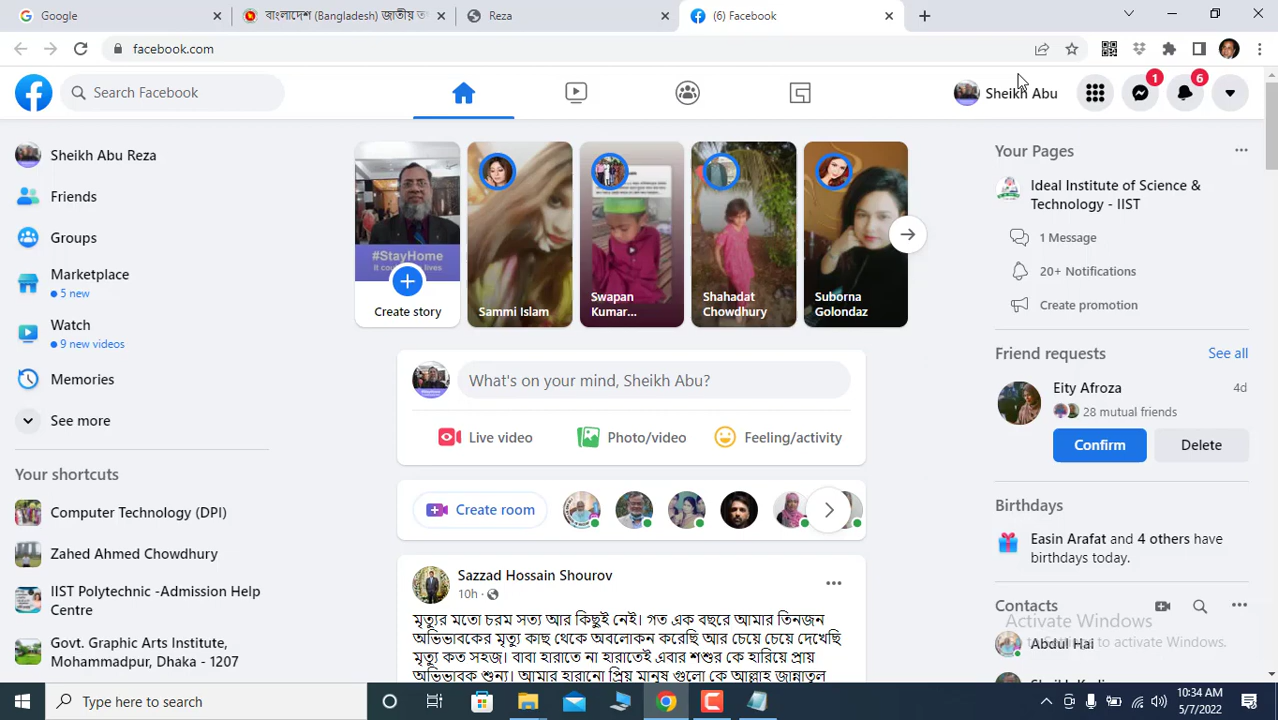 Google
বাংলাদেশ (Bangladesh) জাতীয় তথ
Reza
(6) Facebook
facebook.com
Search Facebook
Sheikh Abu
1
6
Sheikh Abu Reza
Friends
Groups
Marketplace
5 new
Watch
9 new videos
Memories
See more
Your shortcuts
Computer Technology (DPI)
Zahed Ahmed Chowdhury
IIST Polytechnic -Admission Help
Centre
Govt. Graphic Arts Institute,
Mohammadpur, Dhaka - 1207
#StayHome
Create story
Sammi Islam
Swapan
Kumar...
Shahadat
Chowdhury
Suborna
Golondaz
What's on your mind, Sheikh Abu?
Live video
Photo/video
Feeling/activity
Create room
Sazzad Hossain Shourov
10h
মৃত্যুর মতো চরম সত্য আর কিছুই নেই। গত এক বছরে আমার তিনজন
অভিভাবকের মৃত্যু কাছ থেকে অবলোকন করেছি আর চেয়ে চেয়ে দেখেছি
মৃত্যু কত সহজ। বাবা হারাতে না হারাতেই এবার শশুর কে হারিয়ে প্রায়
অভিভাবক শুন্য। আমার হারানো প্রিয় মানুষ গুলো কে আল্লাহ জান্নাতুল
Your Pages
Ideal Institute of Science &
Technology - IIST
1 Message
20+ Notifications
Create promotion
Friend requests
See all
Eity Afroza
4d
28 mutual friends
Confirm
Delete
Birthdays
Easin Arafat and 4 others have
birthdays today.
Contacts
Activate Windows
to Settings to activate Windows.
Abdul Hai
Type here to search
10:34 AM
5/7/2022